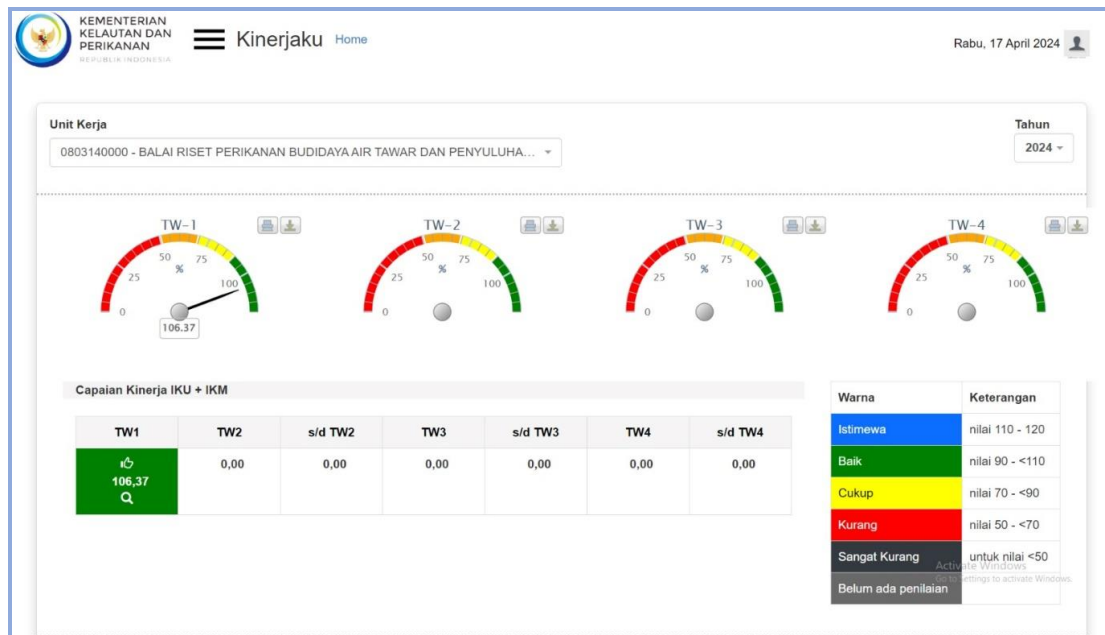 KEMENTERIAN
KELAUTAN DAN
PERIKANAN
REPUBLIK INDONESIA
Kinerjaku Home
Rabu, 17 April 2024
Unit Kerja
Tahun
0803140000 - BALAI RISET PERIKANAN BUDIDAYA AIR TAWAR DAN PENYULUHA...
2024
TW-1
0 25 50 75 100
%
106.37
TW-2
0 25 50 75 100
%
TW-3
0 25 50 75 100
%
TW-4
0 25 50 75 100
%
Capaian Kinerja IKU + IKM
TW1 TW2 s/d TW2 TW3 s/d TW3 TW4 s/d TW4
106,37 0,00 0,00 0,00 0,00 0,00 0,00
Warna Keterangan
Istimewa nilai 110 - 120
Baik nilai 90 - <110
Cukup nilai 70 - <90
Kurang nilai 50 - <70
Sangat Kurang untuk nilai <50
Belum ada penilaian
Activate Windows
Go to Settings to activate Windows.